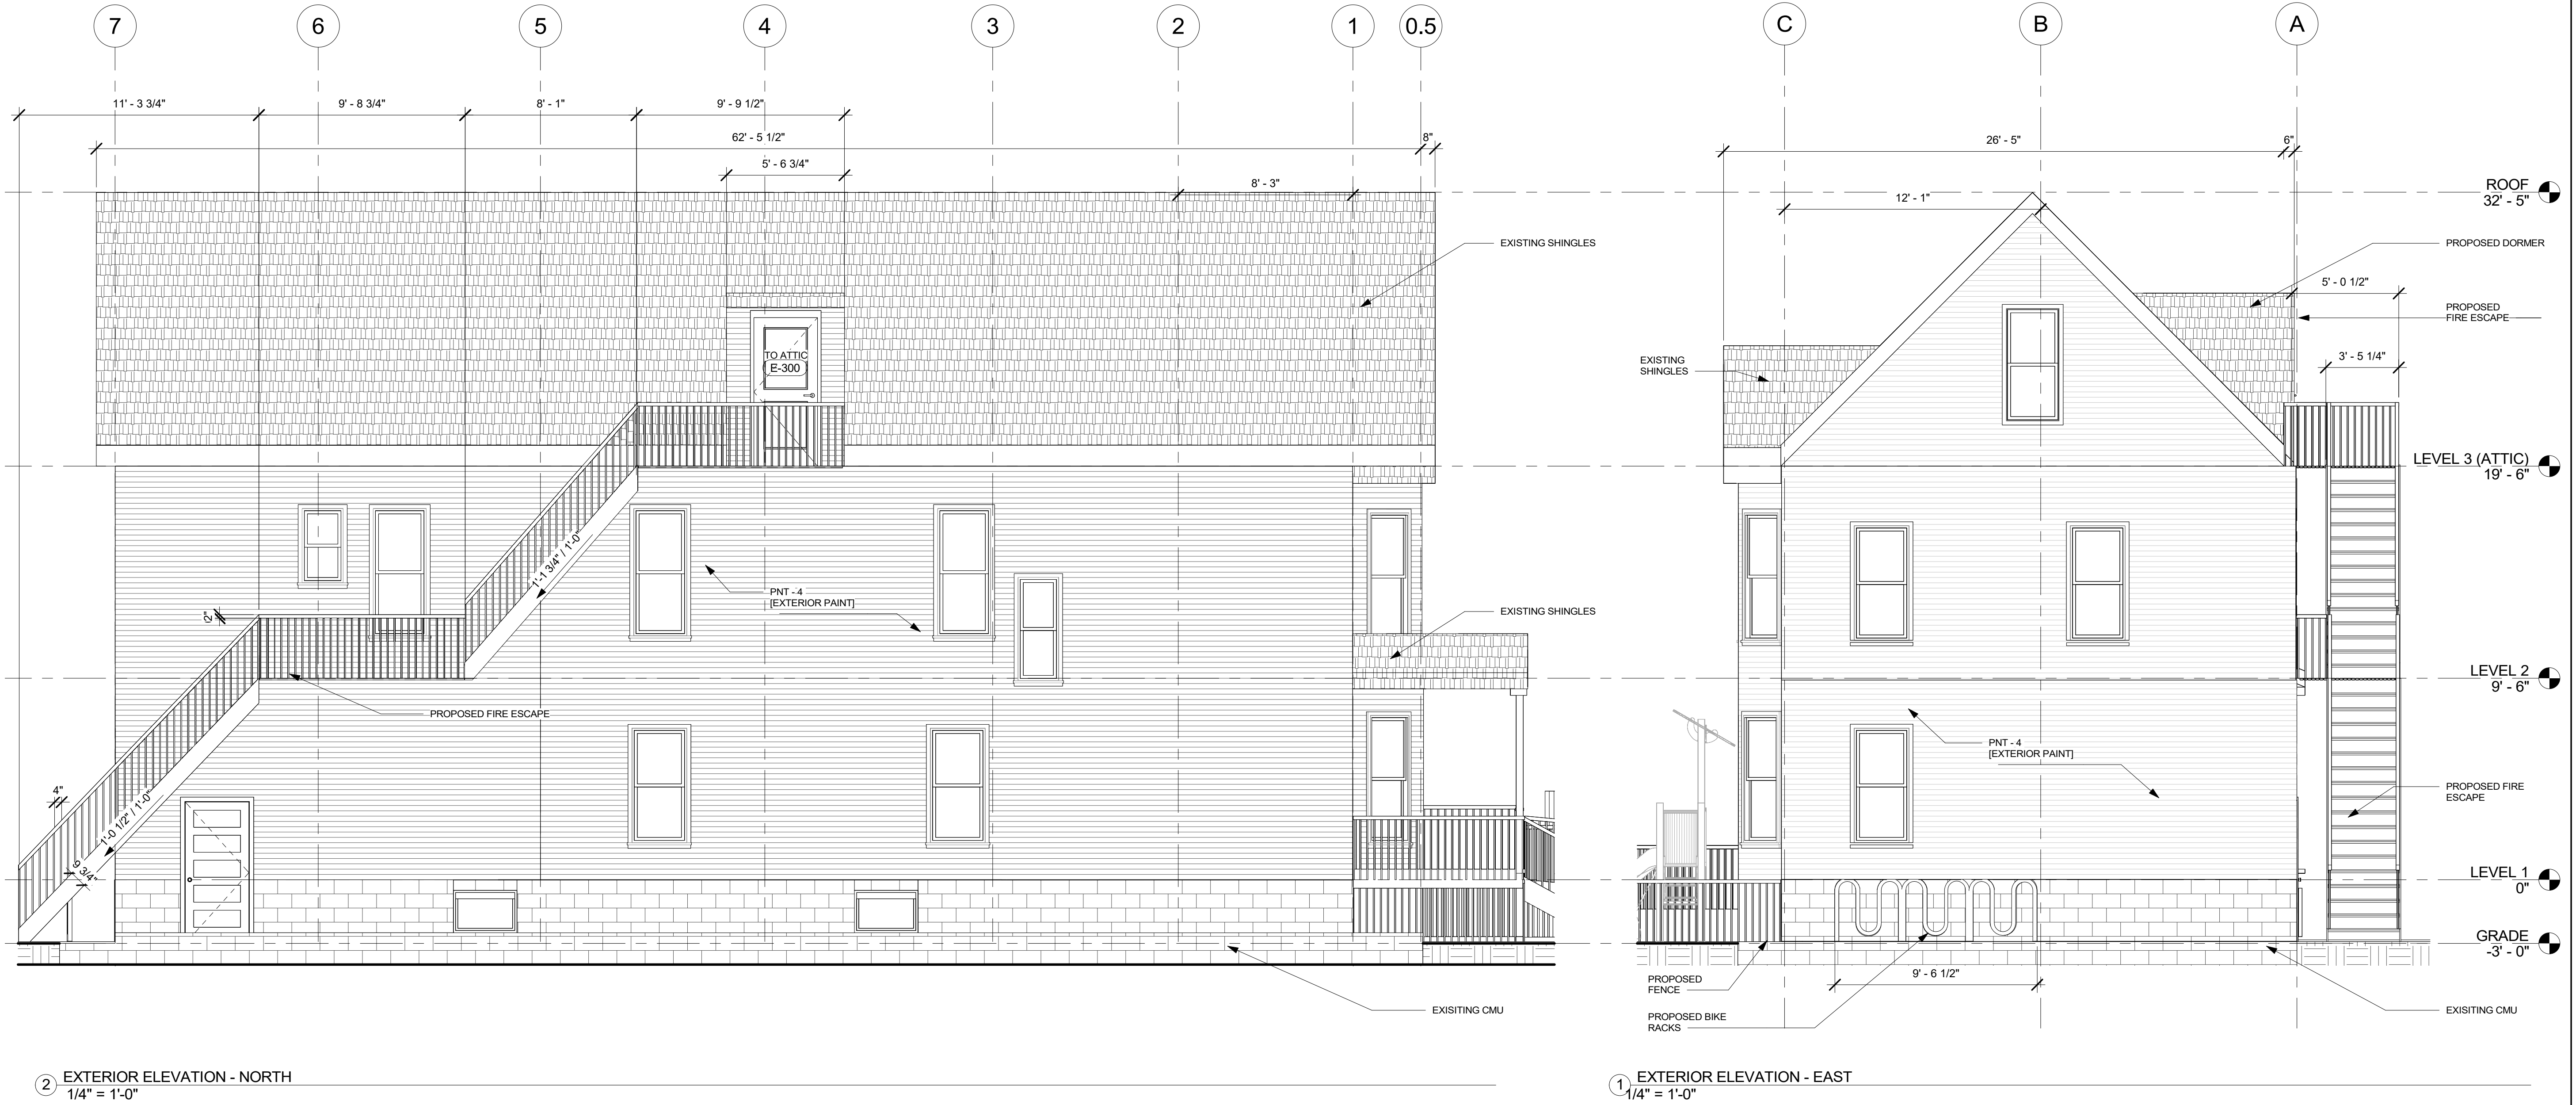 7
6
5
4
3
2
1
0.5
C
B
A
11' - 3 3/4"
9' - 8 3/4"
8' - 1"
9' - 9 1/2"
62' - 5 1/2"
8"
5' - 6 3/4"
8' - 3"
26' - 5"
6"
12' - 1"
ROOF
32' - 5"
EXISTING SHINGLES
PROPOSED DORMER
5' - 0 1/2"
PROPOSED
FIRE ESCAPE
TO ATTIC
E-300
EXISTING
SHINGLES
3' - 5 1/4"
LEVEL 3 (ATTIC)
19' - 6"
1'-1 3/4" / 1'-0"
PNT - 4
[EXTERIOR PAINT]
EXISTING SHINGLES
2"
LEVEL 2
9' - 6"
PROPOSED FIRE ESCAPE
PNT - 4
[EXTERIOR PAINT]
4"
1'-0 1/2" / 1'-0"
9 3/4"
PROPOSED FIRE
ESCAPE
LEVEL 1
0"
GRADE
-3' - 0"
9' - 6 1/2"
PROPOSED
FENCE
PROPOSED BIKE
RACKS
EXISITING CMU
EXISITING CMU
2
EXTERIOR ELEVATION - NORTH
1/4" = 1'-0"
1
EXTERIOR ELEVATION - EAST
1/4" = 1'-0"